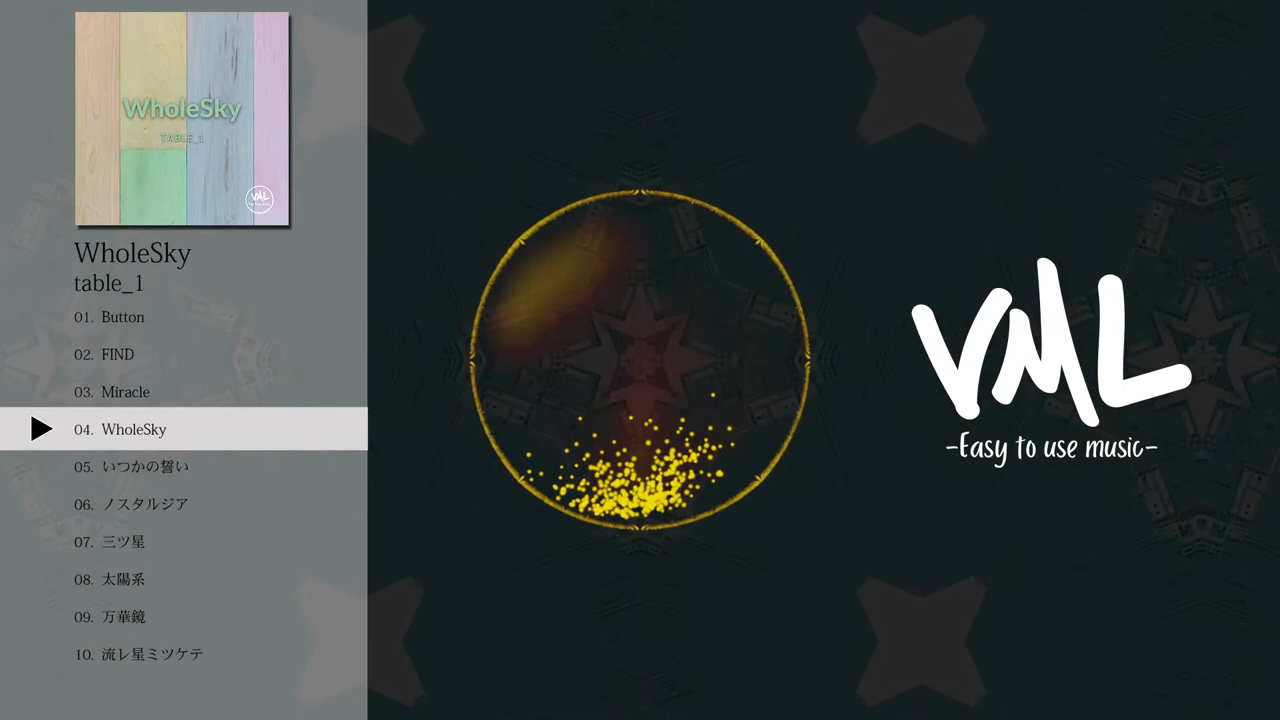 WholeSky
TABLE_1
VML
WholeSky
table_1
01. Button
02. FIND
03. Miracle
04. WholeSky
05. いつかの誓い
06. ノスタルジア
07. 三ツ星
08. 太陽系
09. 万華鏡
10. 流レ星ミツケテ
VML
-Easy to use music-